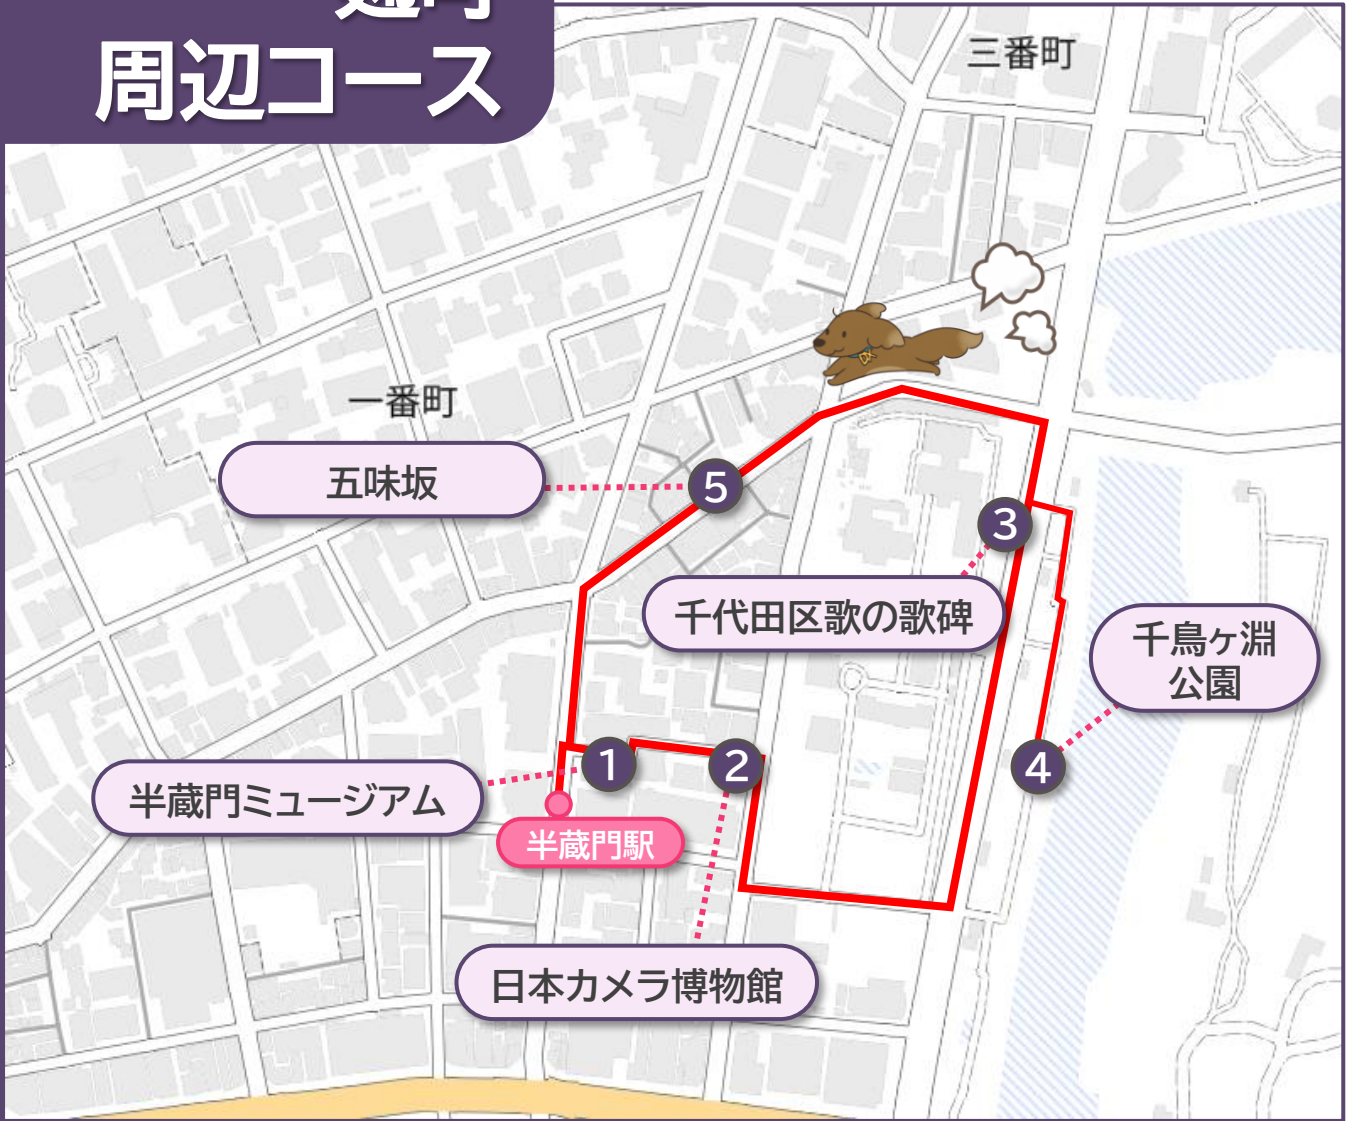 周辺コース
三番町
一番町
五味坂
5
3
千代田区歌の歌碑
千鳥ヶ淵
公園
半蔵門ミュージアム
1
2
4
半蔵門駅
日本カメラ博物館